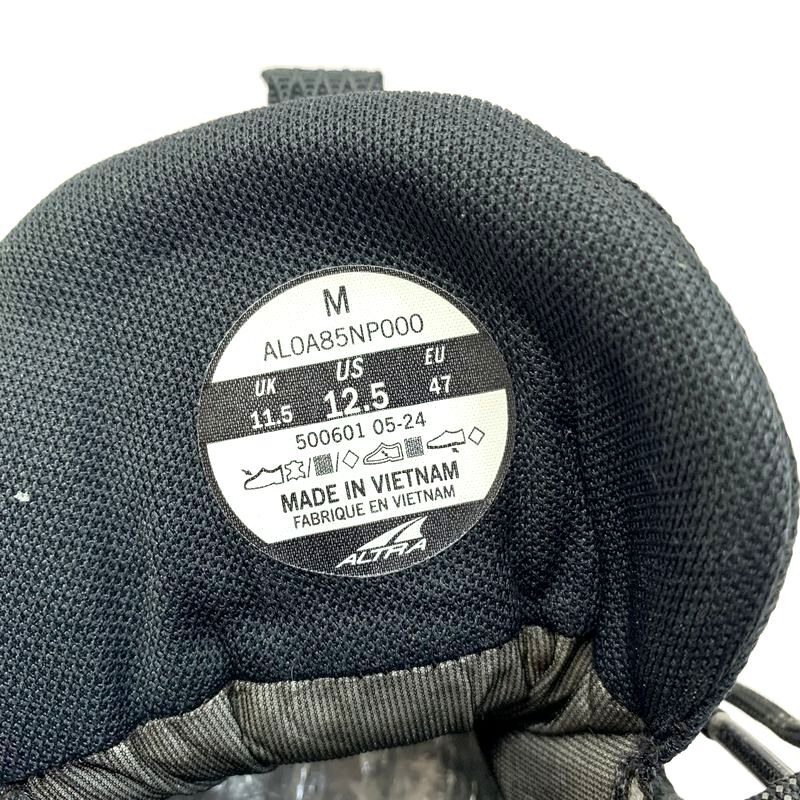 M
AL0A85NP000
UK US EU
11.5 12.5 47
500601 05-24
MADE IN VIETNAM
FABRIQUE EN VIETNAM
ALTRA